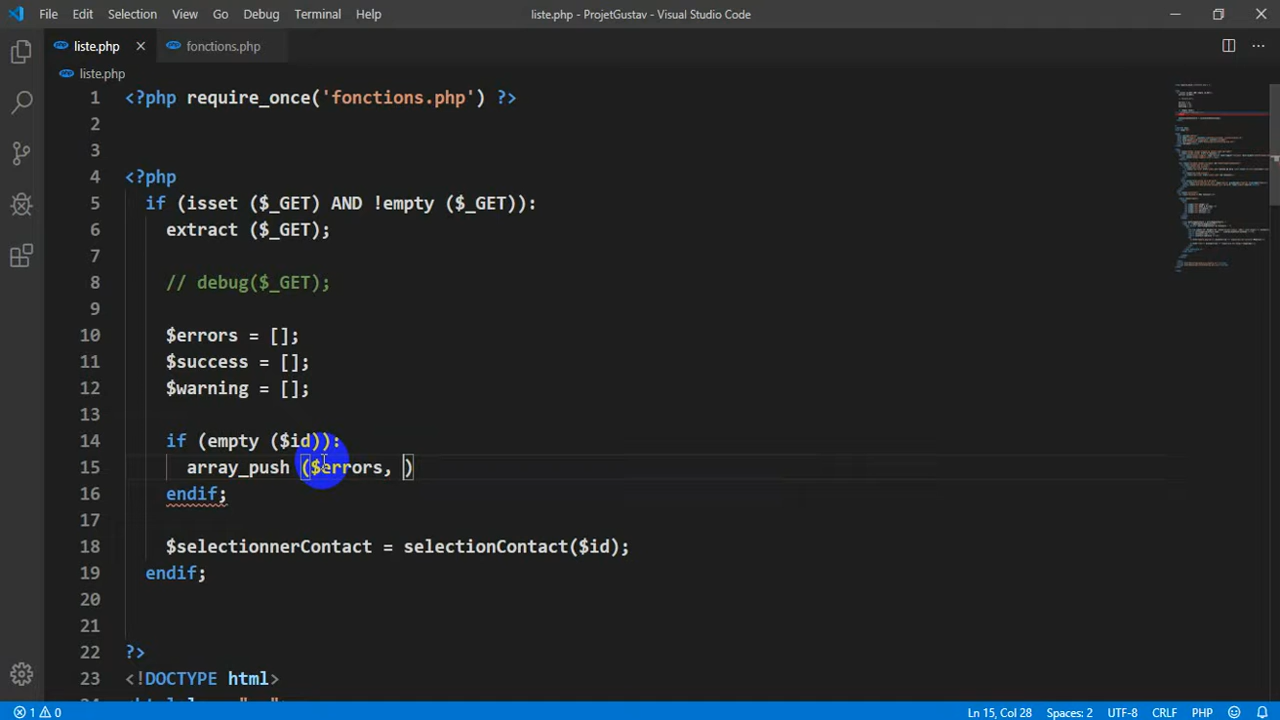 File Edit Selection View Go Debug Terminal Help
liste.php - ProjetGustav - Visual Studio Code
liste.php fonctions.php
liste.php
1 <?php require_once('fonctions.php') ?>
2
3
4 <?php
5 if (isset ($_GET) AND !empty ($_GET)):
6 extract ($_GET);
7
8 // debug($_GET);
9
10 $errors = [];
11 $success = [];
12 $warning = [];
13
14 if (empty ($id)):
15 array_push ($errors, )
16 endif;
17
18 $selectionnerContact = selectionContact($id);
19 endif;
20
21
22 ?>
23 <!DOCTYPE html>
1 0 Ln 15, Col 28 Spaces: 2 UTF-8 CRLF PHP